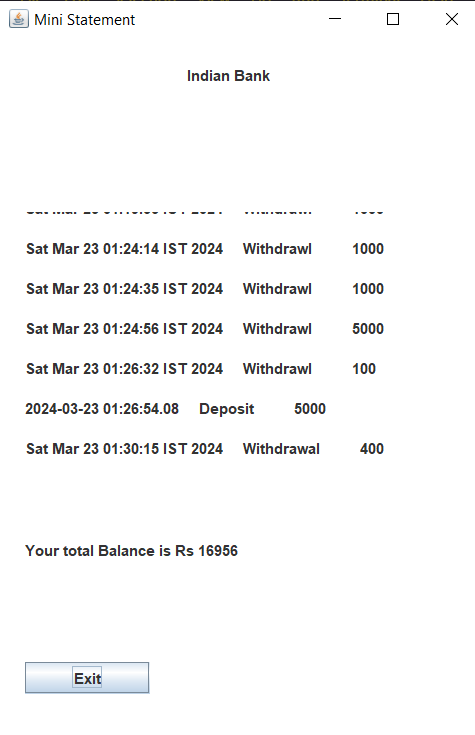 Mini Statement
Indian Bank
Sat Mar 23 01:24:14 IST 2024 Withdrawl 1000
Sat Mar 23 01:24:35 IST 2024 Withdrawl 1000
Sat Mar 23 01:24:56 IST 2024 Withdrawl 5000
Sat Mar 23 01:26:32 IST 2024 Withdrawl 100
2024-03-23 01:26:54.08 Deposit 5000
Sat Mar 23 01:30:15 IST 2024 Withdrawal 400
Your total Balance is Rs 16956
Exit